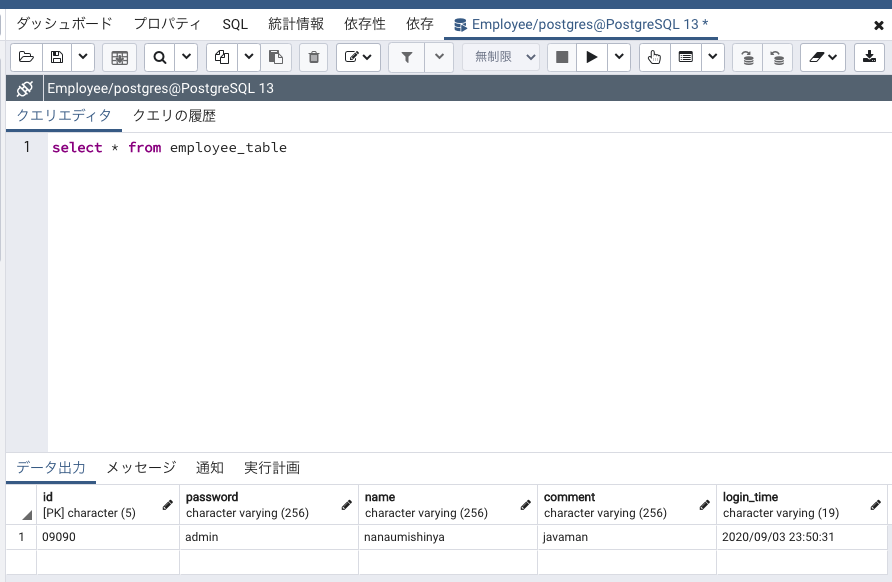 ダッシュボード プロパティ SQL 統計情報 依存性 依存 Employee/postgres@PostgreSQL 13 *
無制限
Employee/postgres@PostgreSQL 13
クエリエディタ クエリの履歴
1 select * from employee_table
データ出力 メッセージ 通知 実行計画
id password name comment login_time
[PK] character (5) character varying (256) character varying (256) character varying (256) character varying (19)
1 09090 admin nanaumishinya javaman 2020/09/03 23:50:31